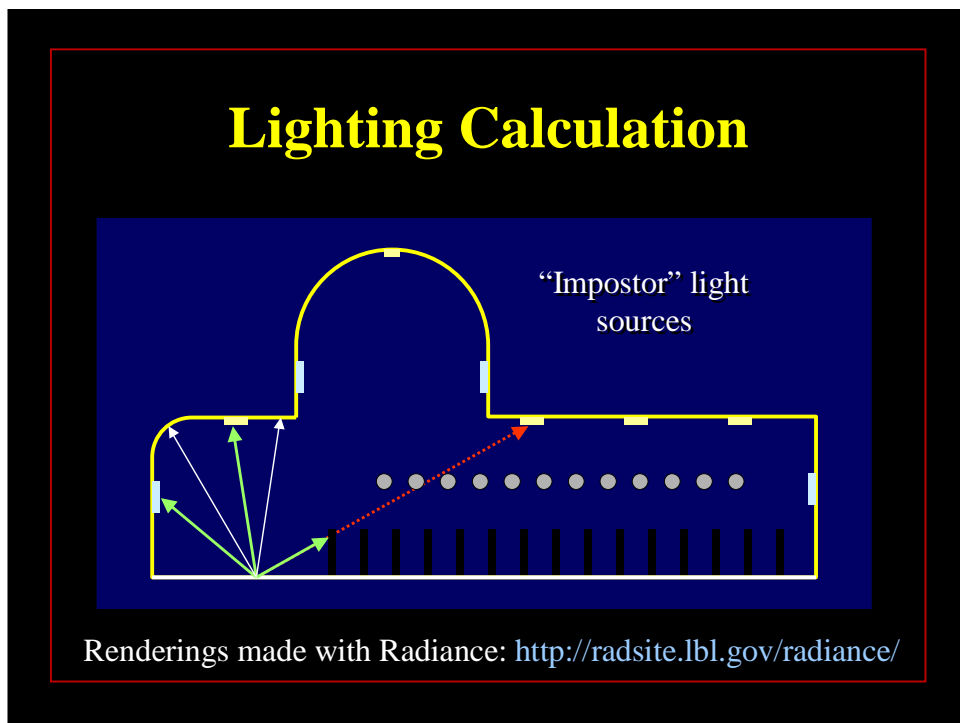 Lighting Calculation
“Impostor” light
sources
Renderings made with Radiance: http://radsite.lbl.gov/radiance/